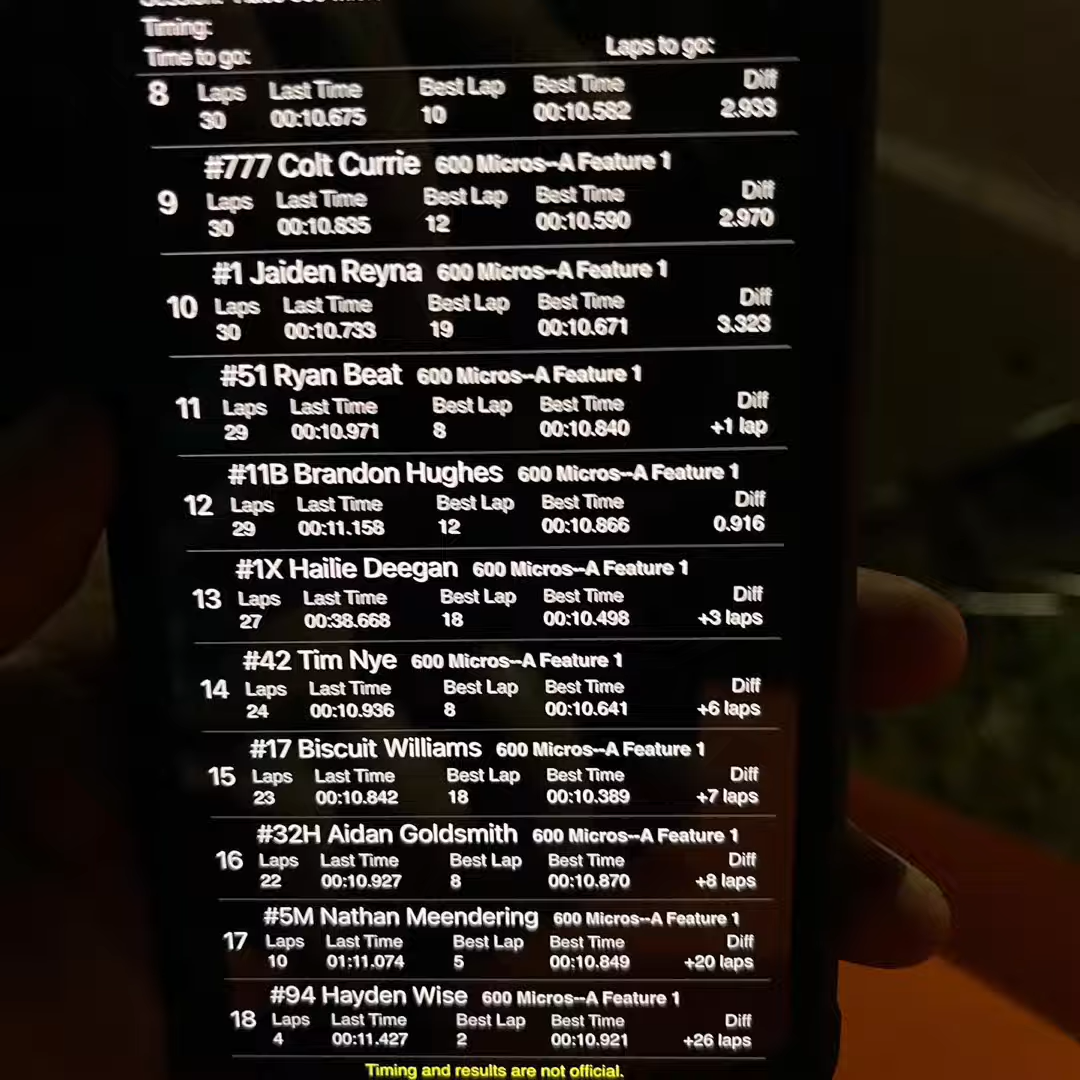 Timing:
Time to go: Laps to go:
8 Laps Last Time Best Lap Best Time Diff
30 00:10.675 10 00:10.582 2.933
#777 Colt Currie 600 Micros--A Feature 1
9 Laps Last Time Best Lap Best Time Diff
30 00:10.835 12 00:10.590 2.970
#1 Jaiden Reyna 600 Micros--A Feature 1
10 Laps Last Time Best Lap Best Time Diff
30 00:10.733 19 00:10.671 3.323
#51 Ryan Beat 600 Micros--A Feature 1
11 Laps Last Time Best Lap Best Time Diff
29 00:10.971 8 00:10.840 +1 lap
#11B Brandon Hughes 600 Micros--A Feature 1
12 Laps Last Time Best Lap Best Time Diff
29 00:11.158 12 00:10.866 0.916
#1X Hailie Deegan 600 Micros--A Feature 1
13 Laps Last Time Best Lap Best Time Diff
27 00:38.668 18 00:10.498 +3 laps
#42 Tim Nye 600 Micros--A Feature 1
14 Laps Last Time Best Lap Best Time Diff
24 00:10.936 8 00:10.641 +6 laps
#17 Biscuit Williams 600 Micros--A Feature 1
15 Laps Last Time Best Lap Best Time Diff
23 00:10.842 18 00:10.389 +7 laps
#32H Aidan Goldsmith 600 Micros--A Feature 1
16 Laps Last Time Best Lap Best Time Diff
22 00:10.927 8 00:10.870 +8 laps
#5M Nathan Meendering 600 Micros--A Feature 1
17 Laps Last Time Best Lap Best Time Diff
10 01:11.074 5 00:10.849 +20 laps
#94 Hayden Wise 600 Micros--A Feature 1
18 Laps Last Time Best Lap Best Time Diff
4 00:11.427 2 00:10.921 +26 laps
Timing and results are not official.